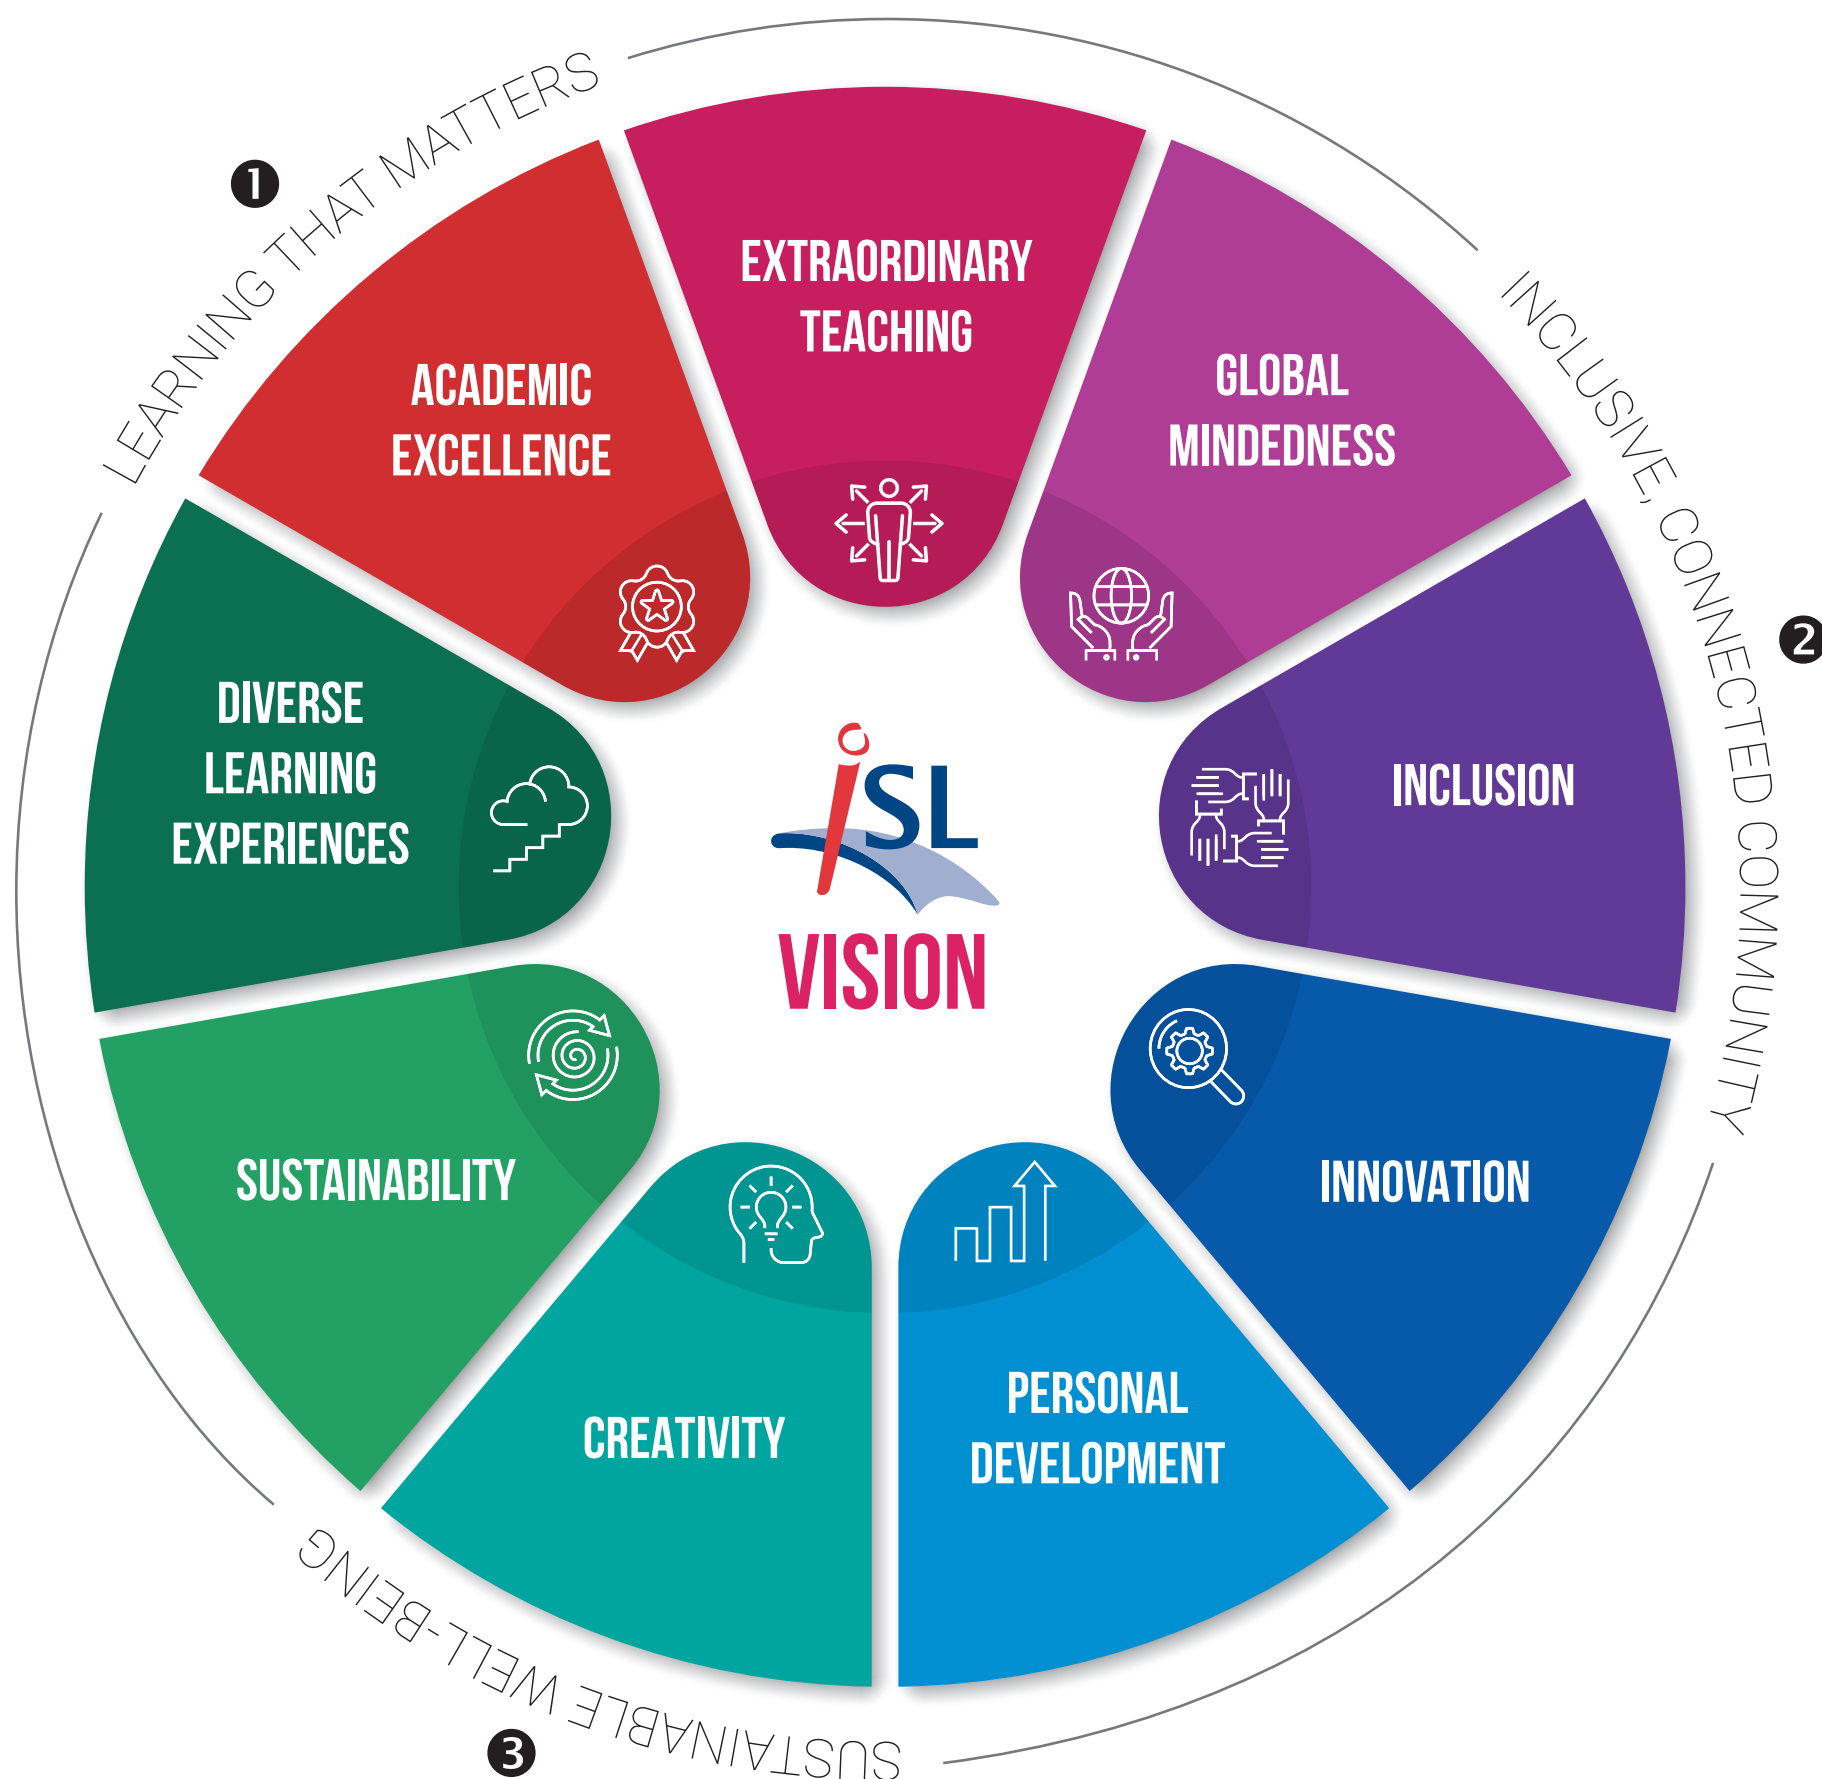 1
LEARNING THAT MATTERS
2
INCLUSIVE, CONNECTED COMMUNITY
3
SUSTAINABLE WELL-BEING
EXTRAORDINARY
TEACHING
GLOBAL
MINDEDNESS
INCLUSION
INNOVATION
PERSONAL
DEVELOPMENT
CREATIVITY
SUSTAINABILITY
DIVERSE
LEARNING
EXPERIENCES
ACADEMIC
EXCELLENCE
iSL
VISION